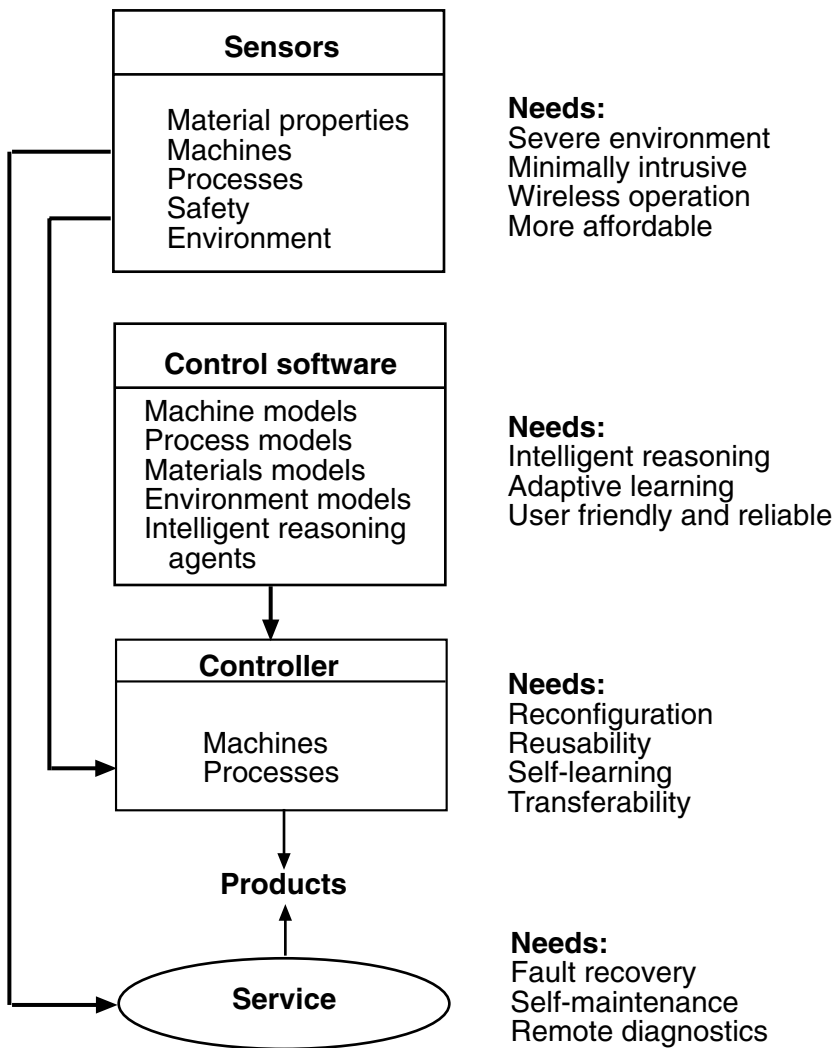 Sensors
Material properties
Machines
Processes
Safety
Environment
Needs:
Severe environment
Minimally intrusive
Wireless operation
More affordable
Control software
Machine models
Process models
Materials models
Environment models
Intelligent reasoning
agents
Needs:
Intelligent reasoning
Adaptive learning
User friendly and reliable
Controller
Machines
Processes
Needs:
Reconfiguration
Reusability
Self-learning
Transferability
Products
Service
Needs:
Fault recovery
Self-maintenance
Remote diagnostics